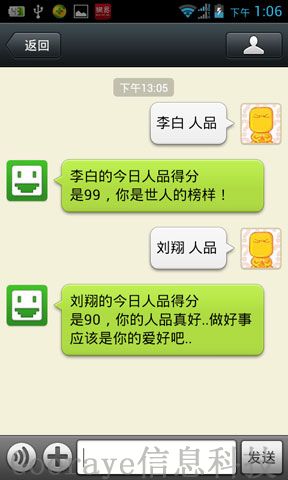 下午 1:06
返回
下午13:05
李白 人品
李白的今日人品得分
是99，你是世人的榜样！
刘翔 人品
刘翔的今日人品得分
是90，你的人品真好..做好事
应该是你的爱好吧..
发送
信息科技